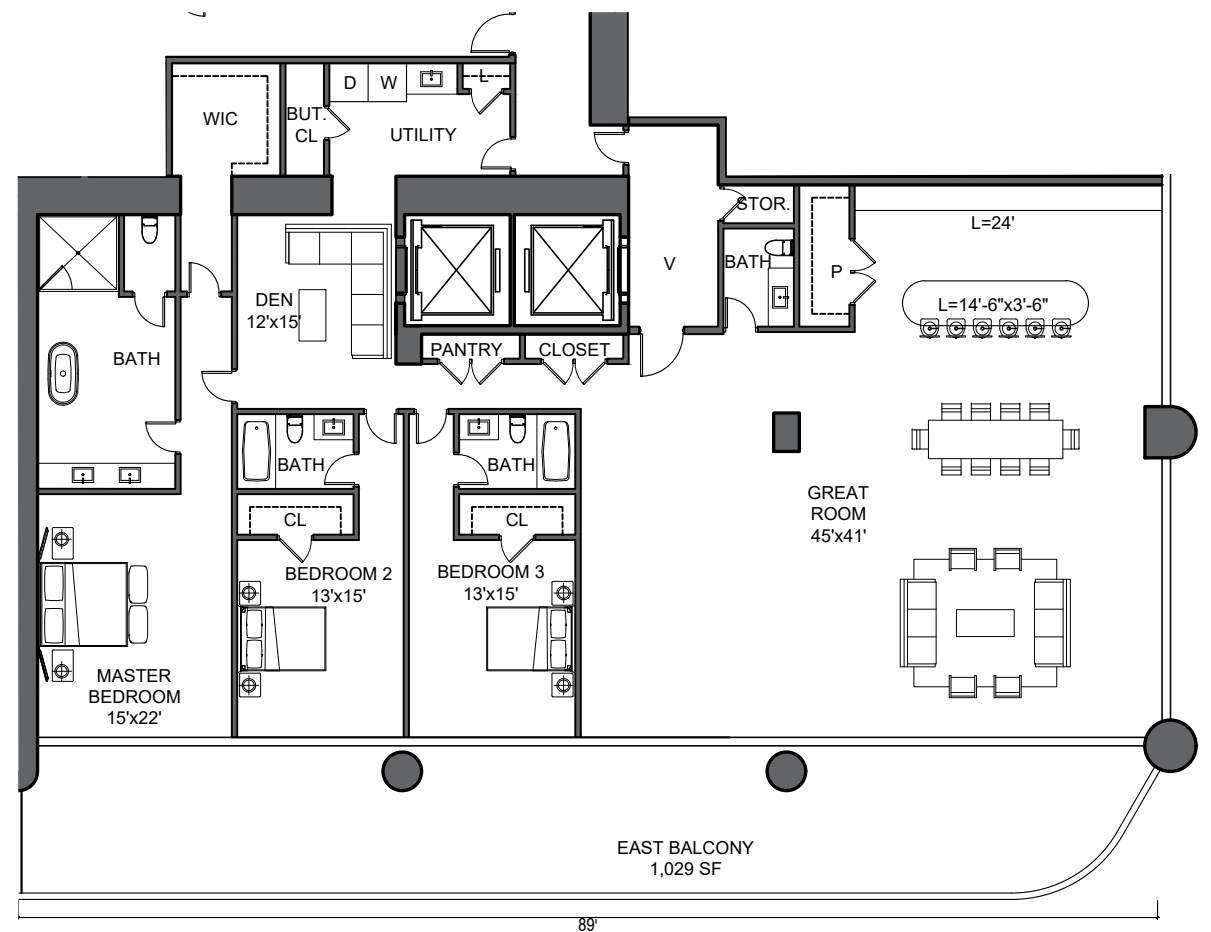 D
W
L
WIC
BUT.
CL
UTILITY
STOR.
L=24'
BATH
V
P
DEN
12'x15'
L=14'-6"x3'-6"
BATH
PANTRY
CLOSET
BATH
BATH
CL
CL
GREAT
ROOM
45'x41'
BEDROOM 2
13'x15'
BEDROOM 3
13'x15'
MASTER
BEDROOM
15'x22'
EAST BALCONY
1,029 SF
89'